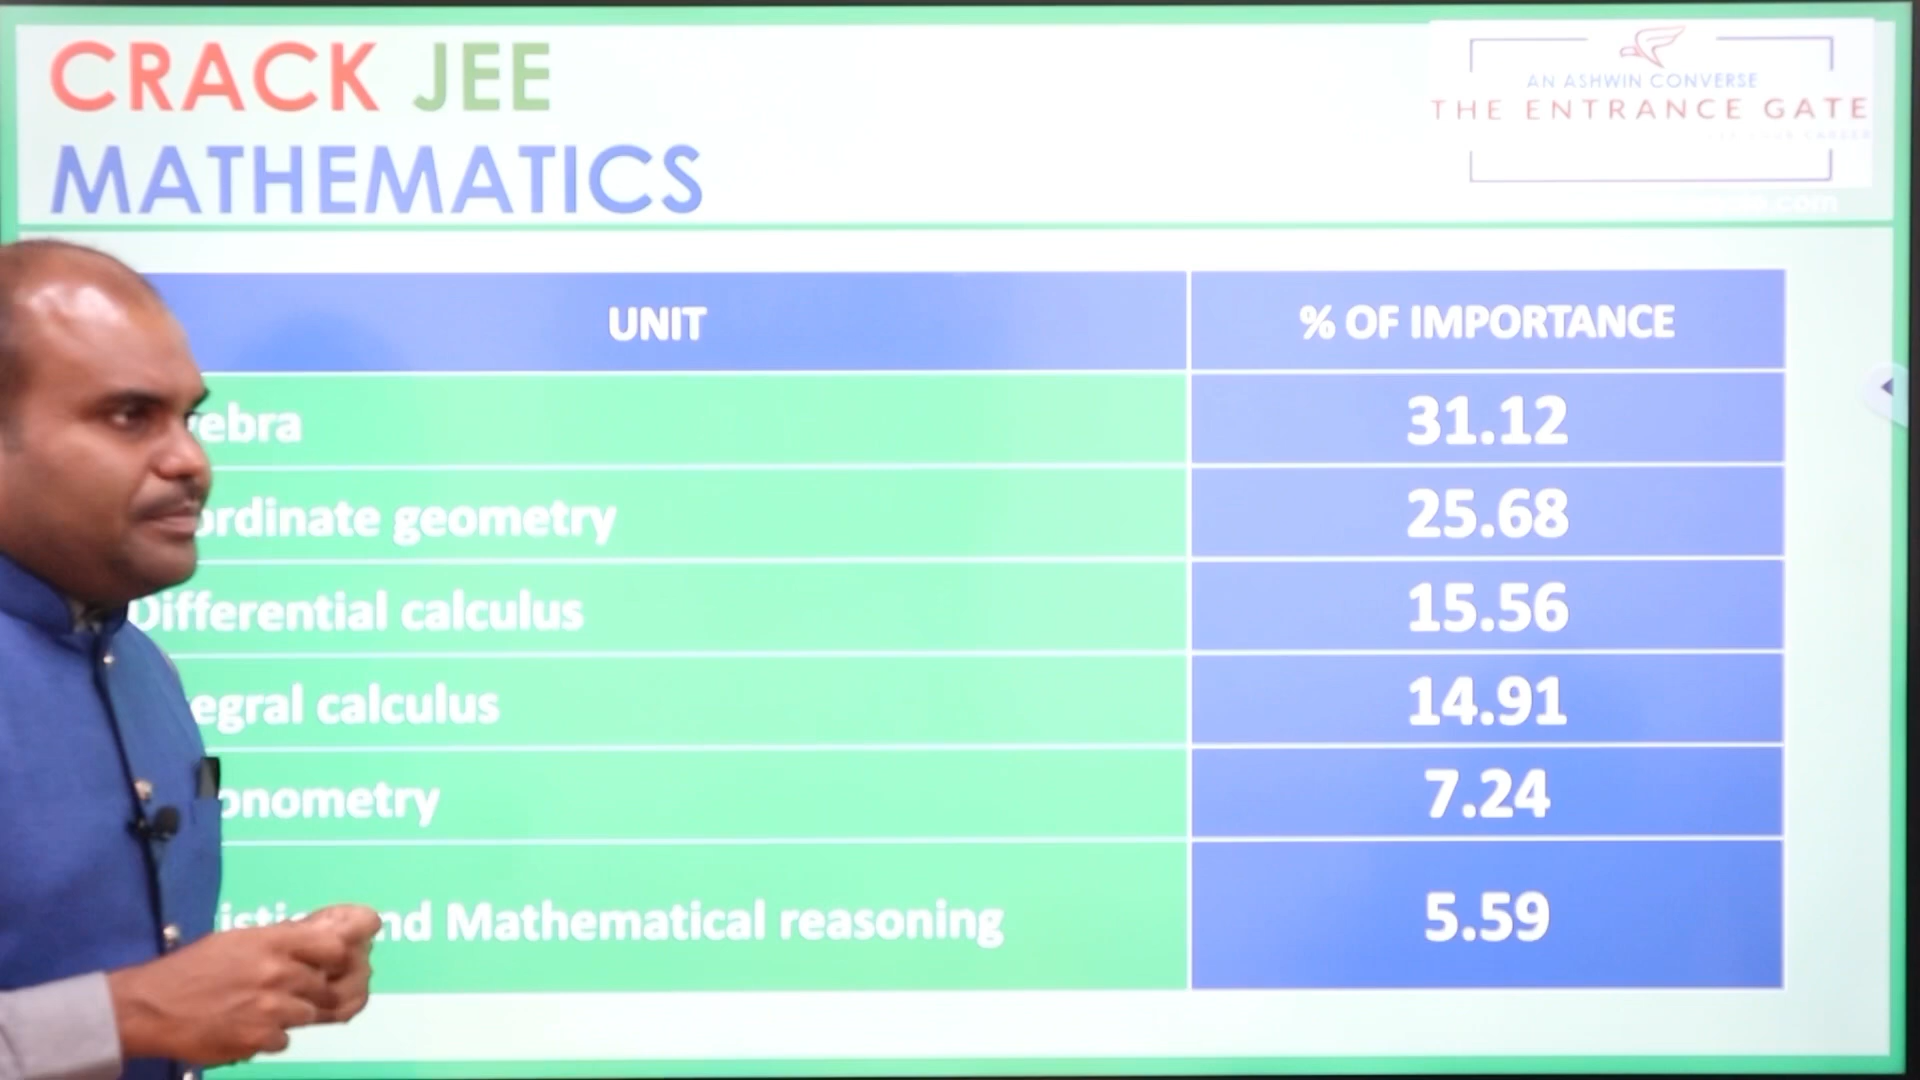 CRACK JEE
MATHEMATICS
AN ASHWIN CONVERSE
THE ENTRANCE GATE
.com
UNIT % OF IMPORTANCE
ebra 31.12
ordinate geometry 25.68
Differential calculus 15.56
egral calculus 14.91
onometry 7.24
nd Mathematical reasoning 5.59